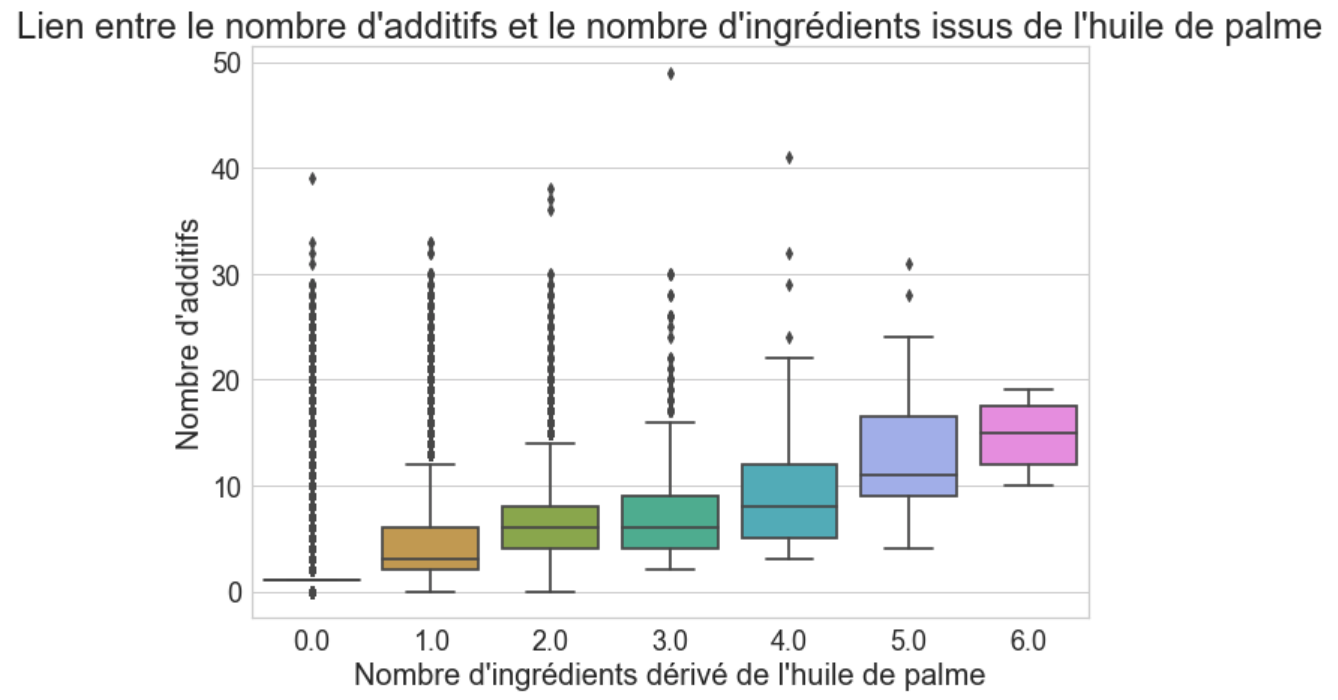 Lien entre le nombre d'additifs et le nombre d'ingrédients issus de l'huile de palme
50
40
30
20
10
0
Nombre d'additifs
0.0 1.0 2.0 3.0 4.0 5.0 6.0
Nombre d'ingrédients dérivé de l'huile de palme